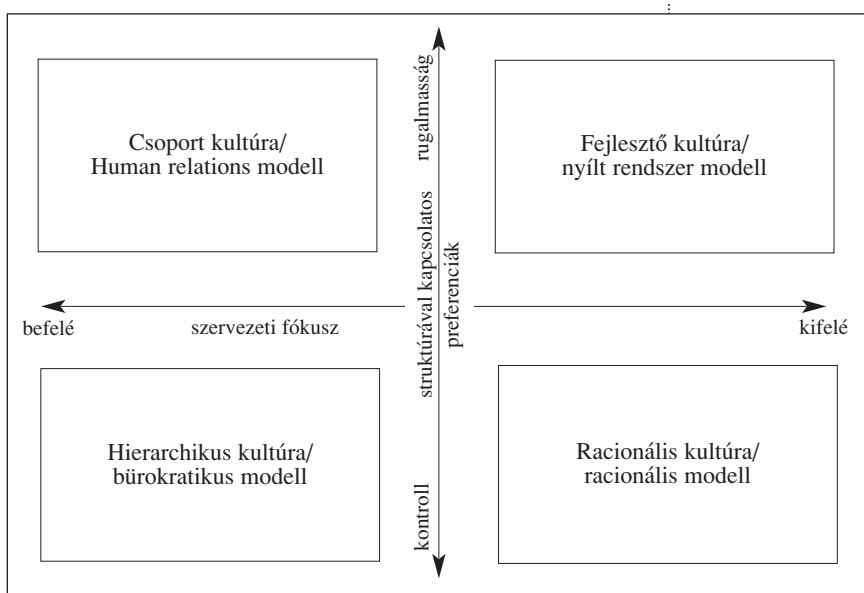 rugalmasság
Csoport kultúra/
Human relations modell
Fejlesztő kultúra/
nyílt rendszer modell
struktúrával kapcsolatos
preferenciák
befelé
szervezeti fókusz
kifelé
Hierarchikus kultúra/
bürokratikus modell
Racionális kultúra/
racionális modell
kontroll